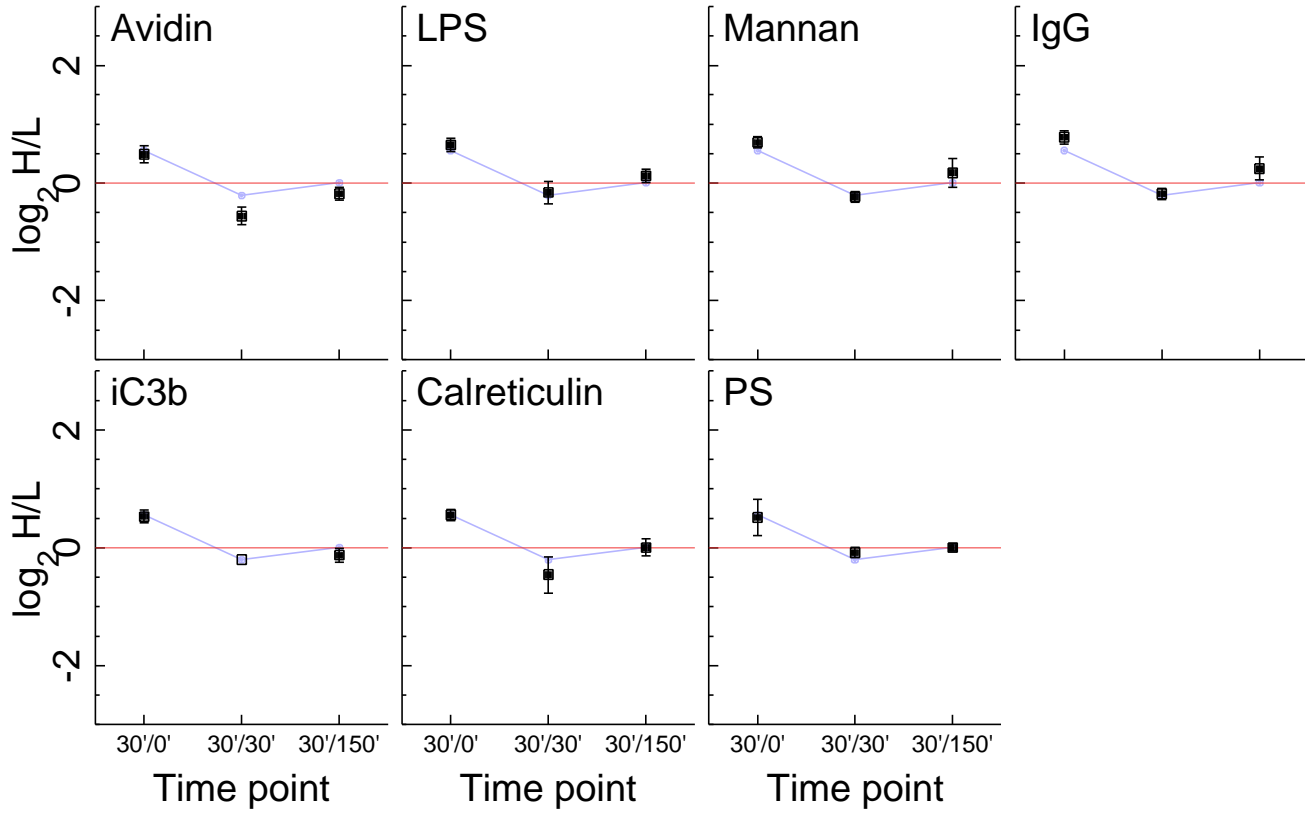 Avidin
LPS
Mannan
IgG
log₂ H/L
2
0
-2
iC3b
Calreticulin
PS
log₂ H/L
2
0
-2
30'/0' 30'/30' 30'/150'
30'/0' 30'/30' 30'/150'
30'/0' 30'/30' 30'/150'
Time point
Time point
Time point